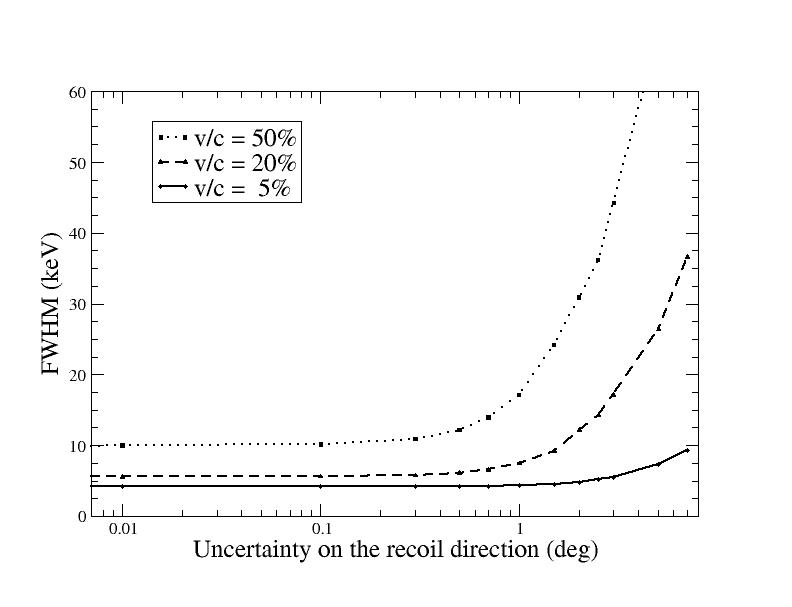 60
50
40
30
20
10
0
FWHM (keV)
v/c = 50%
v/c = 20%
v/c = 5%
0.01 0.1 1
Uncertainty on the recoil direction (deg)